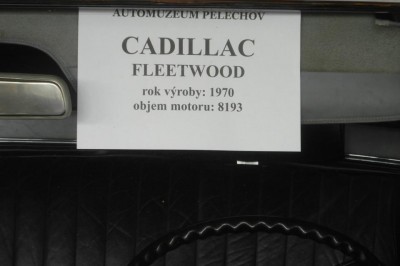 AUTOMUZEUM PELECHOV
CADILLAC
FLEETWOOD
rok výroby: 1970
objem motoru: 8193